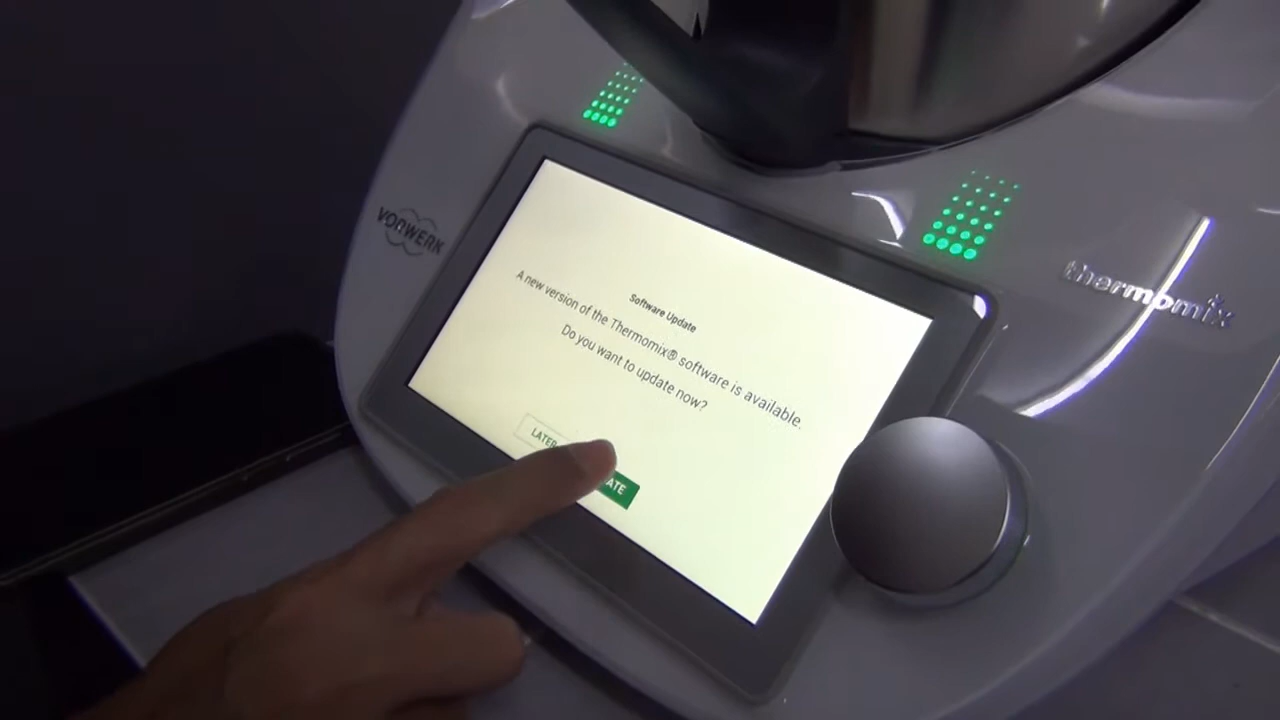 VORWERK
thermomix
Software Update
A new version of the Thermomix® software is available.
Do you want to update now?
LATER
ATE